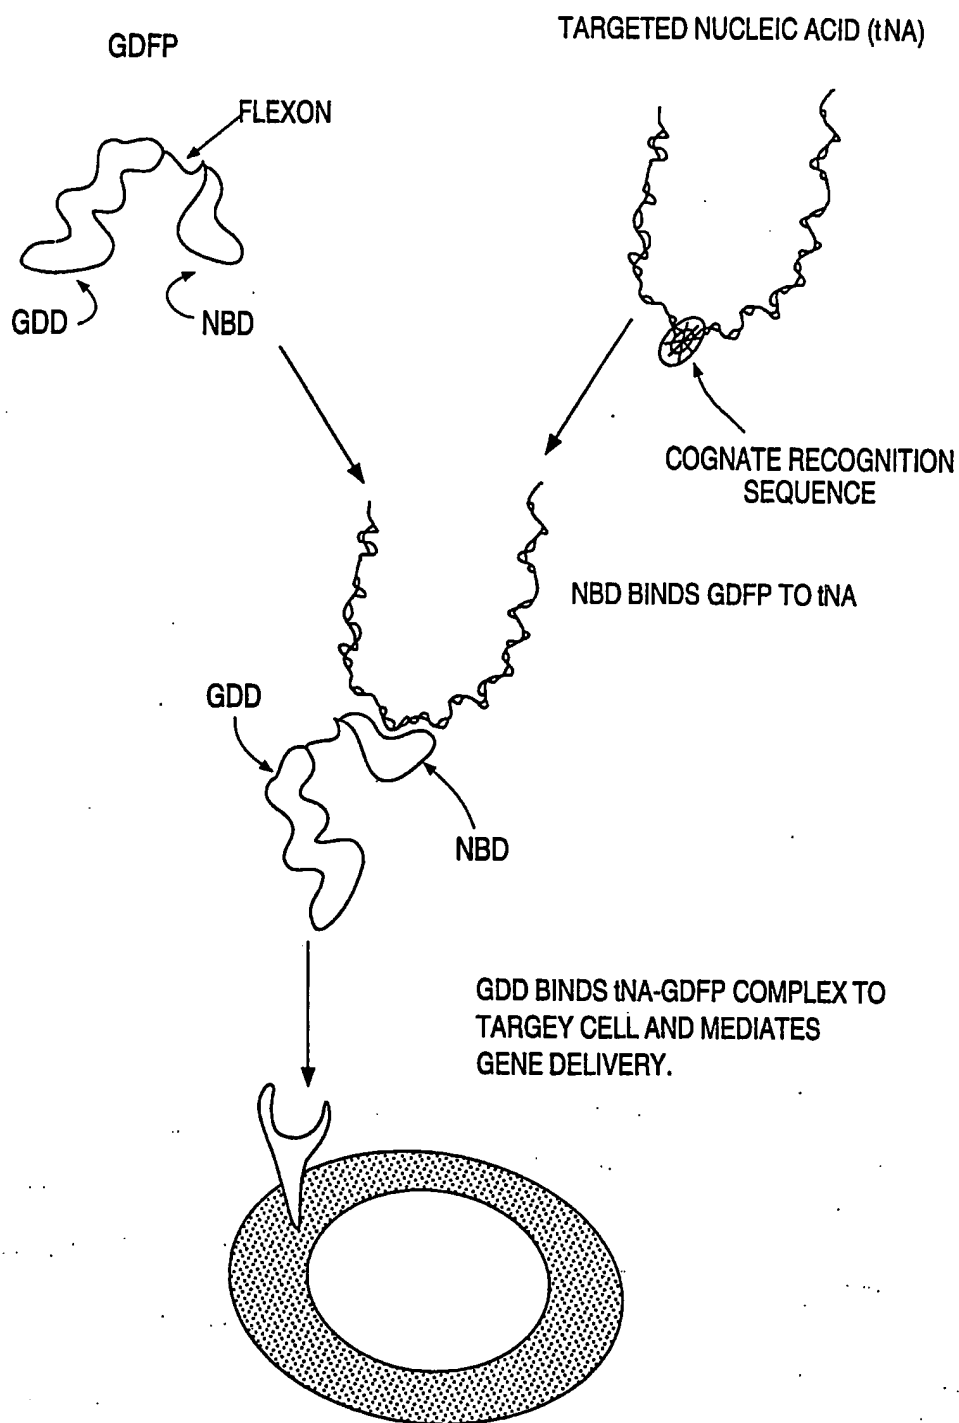 GDFP
TARGETED NUCLEIC ACID (tNA)
FLEXON
GDD
NBD
COGNATE RECOGNITION
SEQUENCE
NBD BINDS GDFP TO tNA
GDD
NBD
GDD BINDS tNA-GDFP COMPLEX TO
TARGEY CELL AND MEDIATES
GENE DELIVERY.